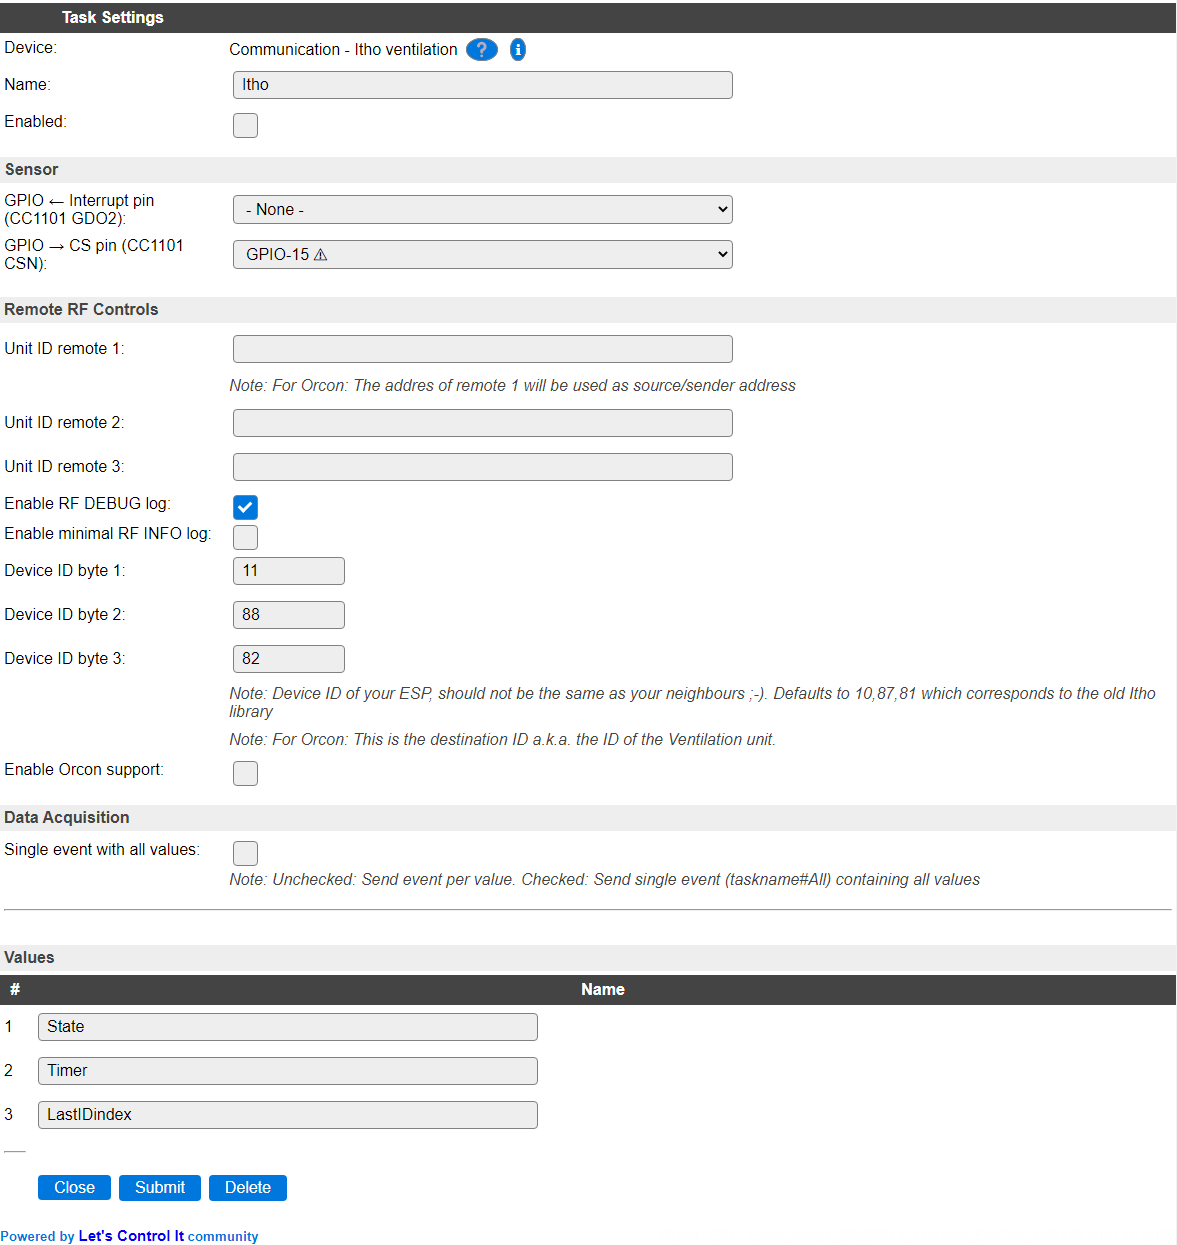 Task Settings
Device:
Communication - Itho ventilation ? i
Name:
Itho
Enabled:
Sensor
GPIO ← Interrupt pin
(CC1101 GDO2):
- None -
GPIO → CS pin (CC1101
CSN):
GPIO-15 ⚠
Remote RF Controls
Unit ID remote 1:
Note: For Orcon: The addres of remote 1 will be used as source/sender address
Unit ID remote 2:
Unit ID remote 3:
Enable RF DEBUG log:
Enable minimal RF INFO log:
Device ID byte 1:
11
Device ID byte 2:
88
Device ID byte 3:
82
Note: Device ID of your ESP, should not be the same as your neighbours ;-). Defaults to 10,87,81 which corresponds to the old Itho
library
Note: For Orcon: This is the destination ID a.k.a. the ID of the Ventilation unit.
Enable Orcon support:
Data Acquisition
Single event with all values:
Note: Unchecked: Send event per value. Checked: Send single event (taskname#All) containing all values
Values
# Name
1 State
2 Timer
3 LastIDindex
Close Submit Delete
Powered by Let's Control It community